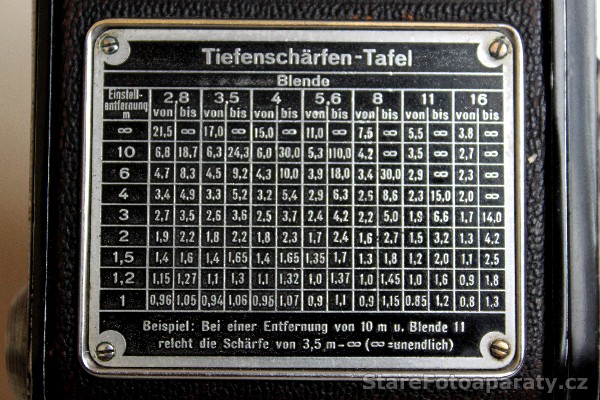 Tiefenschärfen-Tafel
Blende
Einstell-entfernung m 2,8 3,5 4 5,6 8 11 16
von bis von bis von bis von bis von bis von bis von bis
∞ 21,5 ∞ 17,0 ∞ 15,0 ∞ 11,0 ∞ 7,5 ∞ 5,5 ∞ 3,8 ∞
10 6,8 18,7 6,3 24,3 6,0 30,0 5,3 110,0 4,2 ∞ 3,5 ∞ 2,7 ∞
6 4,7 8,3 4,5 9,2 4,3 10,0 3,9 18,0 3,4 30,0 2,9 ∞ 2,3 ∞
4 3,4 4,9 3,3 5,2 3,2 5,4 2,9 6,3 2,6 8,6 2,3 15,0 2,0 ∞
3 2,7 3,5 2,6 3,6 2,5 3,7 2,4 4,2 2,2 5,0 1,9 6,6 1,7 14,0
2 1,9 2,2 1,8 2,2 1,8 2,3 1,7 2,4 1,6 2,7 1,5 3,2 1,3 4,2
1,5 1,4 1,6 1,4 1,65 1,4 1,65 1,35 1,7 1,3 1,8 1,2 2,0 1,1 2,5
1,2 1,15 1,27 1,1 1,3 1,1 1,32 1,0 1,37 1,0 1,45 1,0 1,6 0,9 1,8
1 0,96 1,05 0,94 1,06 0,95 1,07 0,9 1,1 0,9 1,15 0,85 1,2 0,8 1,3
Beispiel: Bei einer Entfernung von 10 m u. Blende 11
reicht die Schärfe von 3,5 m - ∞ (∞=unendlich)
StareFotoaparaty.cz